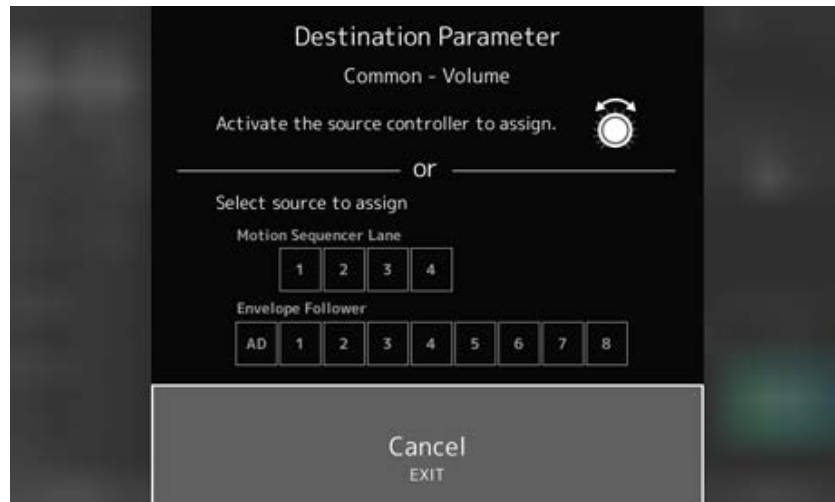 Destination Parameter
Common - Volume
Activate the source controller to assign.
or
Select source to assign
Motion Sequencer Lane
1 2 3 4
Envelope Follower
AD 1 2 3 4 5 6 7 8
Cancel
EXIT